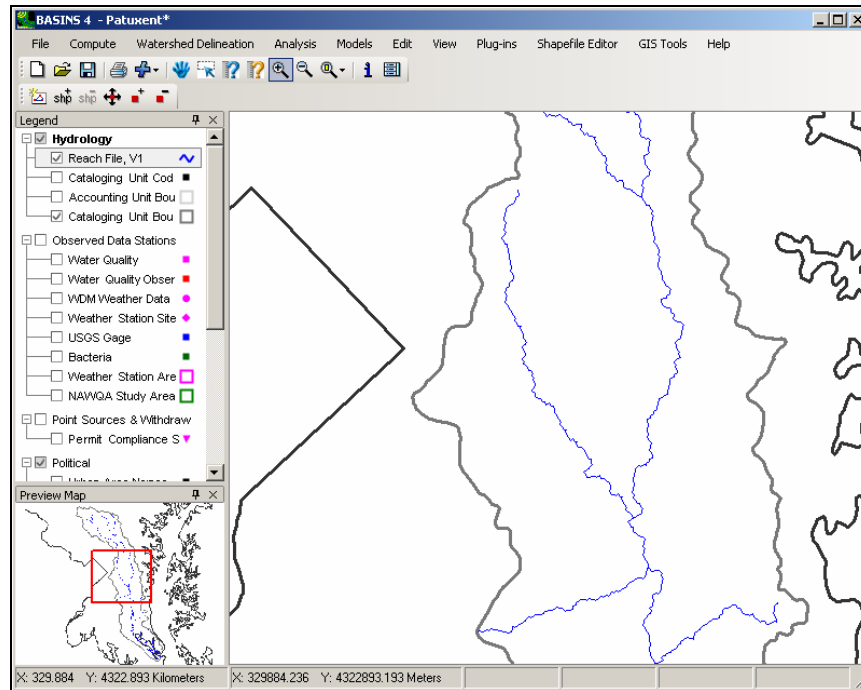 BASINS 4 - Patuxent*
File Compute Watershed Delineation Analysis Models Edit View Plug-ins Shapefile Editor GIS Tools Help
shp shp
Legend
Hydrology
Reach File, V1
Cataloging Unit Cod
Accounting Unit Bou
Cataloging Unit Bou
Observed Data Stations
Water Quality
Water Quality Obser
WDM Weather Data
Weather Station Site
USGS Gage
Bacteria
Weather Station Are
NAWQA Study Area
Point Sources & Withdraw
Permit Compliance S
Political
Preview Map
X: 329.884 Y: 4322.893 Kilometers X: 329884.236 Y: 4322893.193 Meters